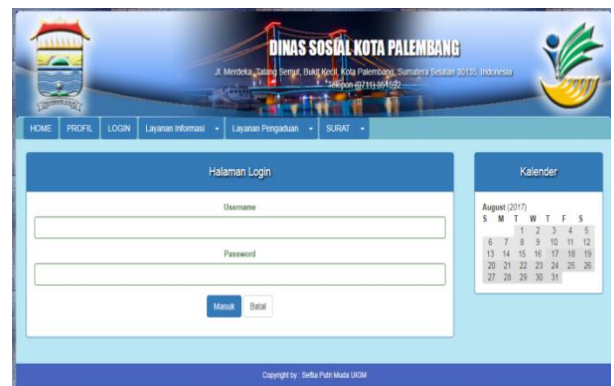 DINAS SOSIAL KOTA PALEMBANG
Jl. Merdeka, Talang Semut, Bukit Kecil, Kota Palembang, Sumatera Selatan 30135, Indonesia
Telepon (0711)
HOME PROFIL LOGIN Layanan Informasi Layanan Pengaduan SURAT
Halaman Login
Username
Password
Masuk Batal
Kalender
August (2017)
S M T W T F S
1 2 3 4 5
6 7 8 9 10 11 12
13 14 15 16 17 18 19
20 21 22 23 24 25 26
27 28 29 30 31
Copyright by : Seftia Putri Muda UIGM